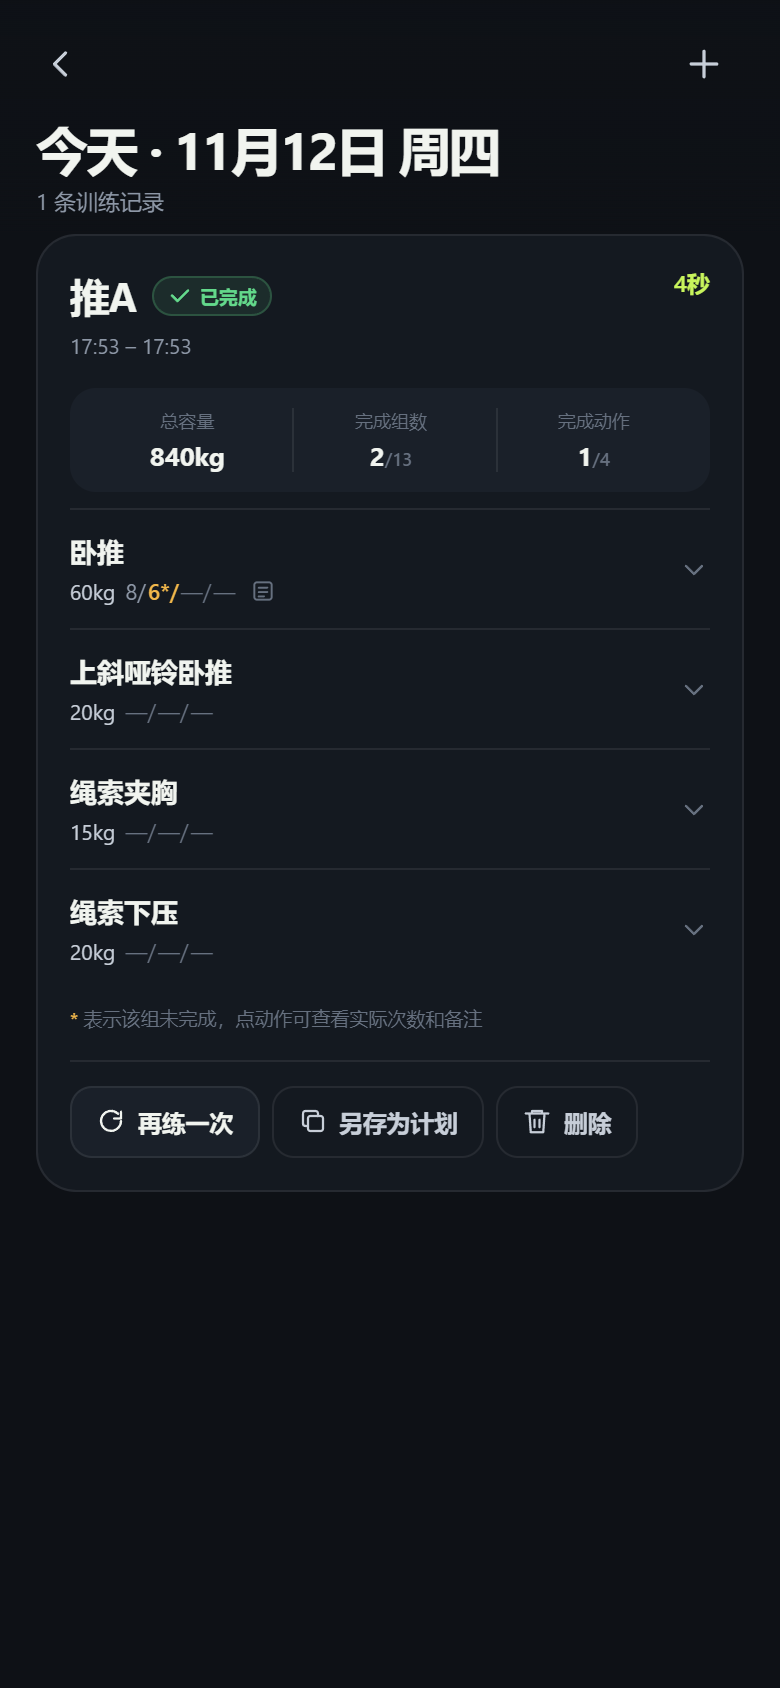 今天 · 11月12日 周四
1 条训练记录
推A 已完成 4秒
17:53 – 17:53
总容量 完成组数 完成动作
840kg 2/13 1/4
卧推
60kg 8/6*/—/—
上斜哑铃卧推
20kg —/—/—
绳索夹胸
15kg —/—/—
绳索下压
20kg —/—/—
* 表示该组未完成，点动作可查看实际次数和备注
再练一次 另存为计划 删除